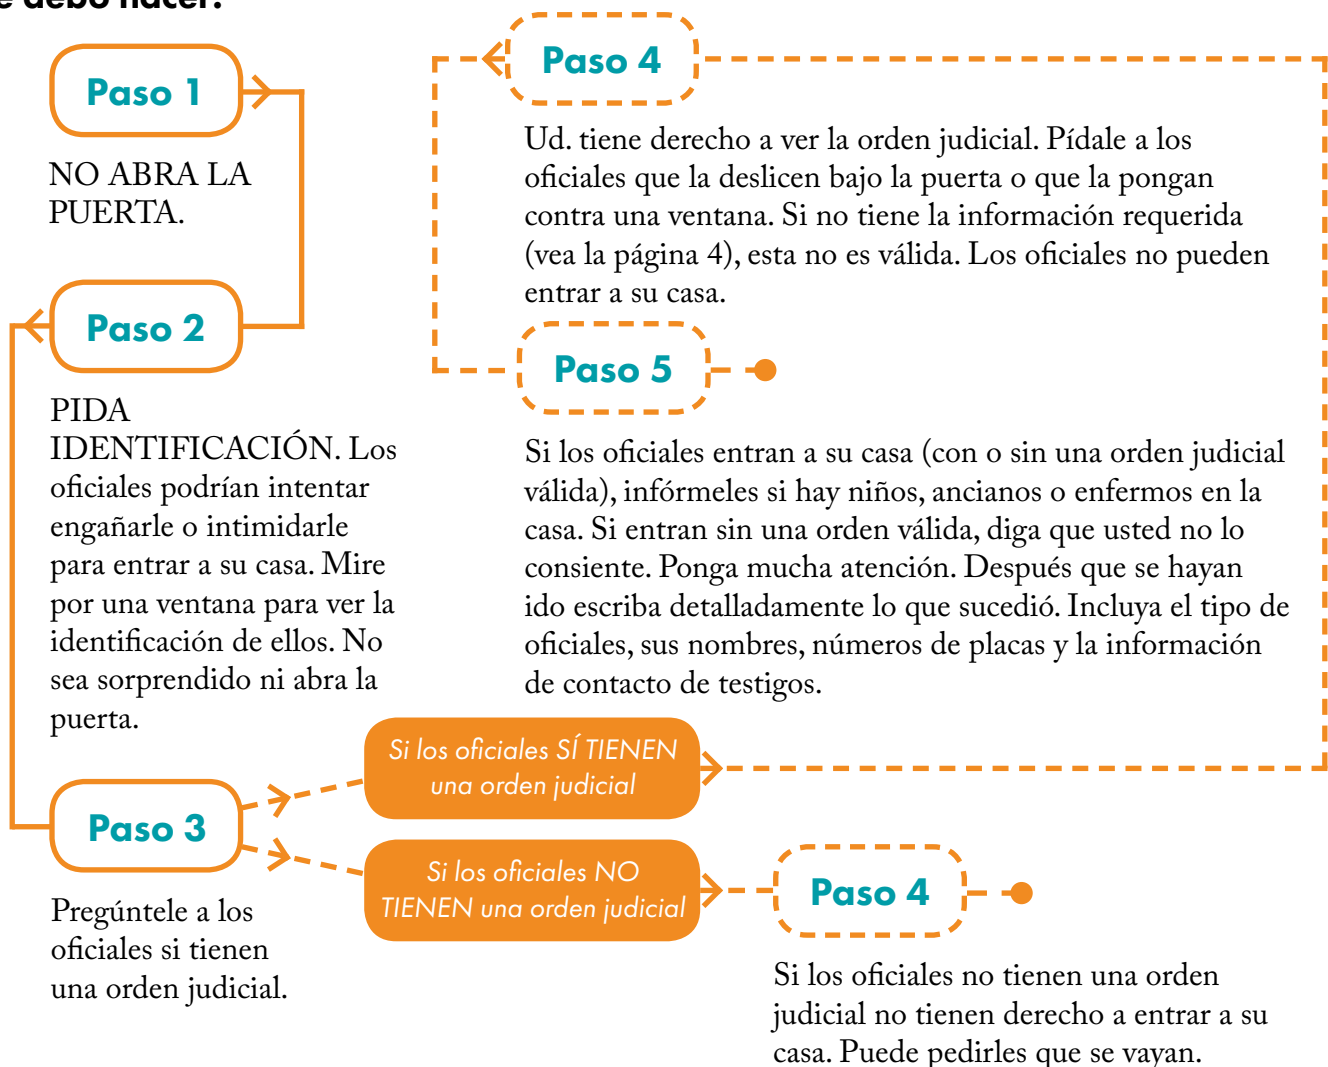 debo hacer?
Paso 1
NO ABRA LA
PUERTA.
Paso 2
PIDA
IDENTIFICACIÓN. Los
oficiales podrían intentar
engañarle o intimidarle
para entrar a su casa. Mire
por una ventana para ver la
identificación de ellos. No
sea sorprendido ni abra la
puerta.
Paso 3
Pregúntele a los
oficiales si tienen
una orden judicial.
Si los oficiales SÍ TIENEN
una orden judicial
Paso 4
Ud. tiene derecho a ver la orden judicial. Pídale a los
oficiales que la deslicen bajo la puerta o que la pongan
contra una ventana. Si no tiene la información requerida
(vea la página 4), esta no es válida. Los oficiales no pueden
entrar a su casa.
Paso 5
Si los oficiales entran a su casa (con o sin una orden judicial
válida), infórmeles si hay niños, ancianos o enfermos en la
casa. Si entran sin una orden válida, diga que usted no lo
consiente. Ponga mucha atención. Después que se hayan
ido escriba detalladamente lo que sucedió. Incluya el tipo de
oficiales, sus nombres, números de placas y la información
de contacto de testigos.
Si los oficiales NO
TIENEN una orden judicial
Paso 4
Si los oficiales no tienen una orden
judicial no tienen derecho a entrar a su
casa. Puede pedirles que se vayan.